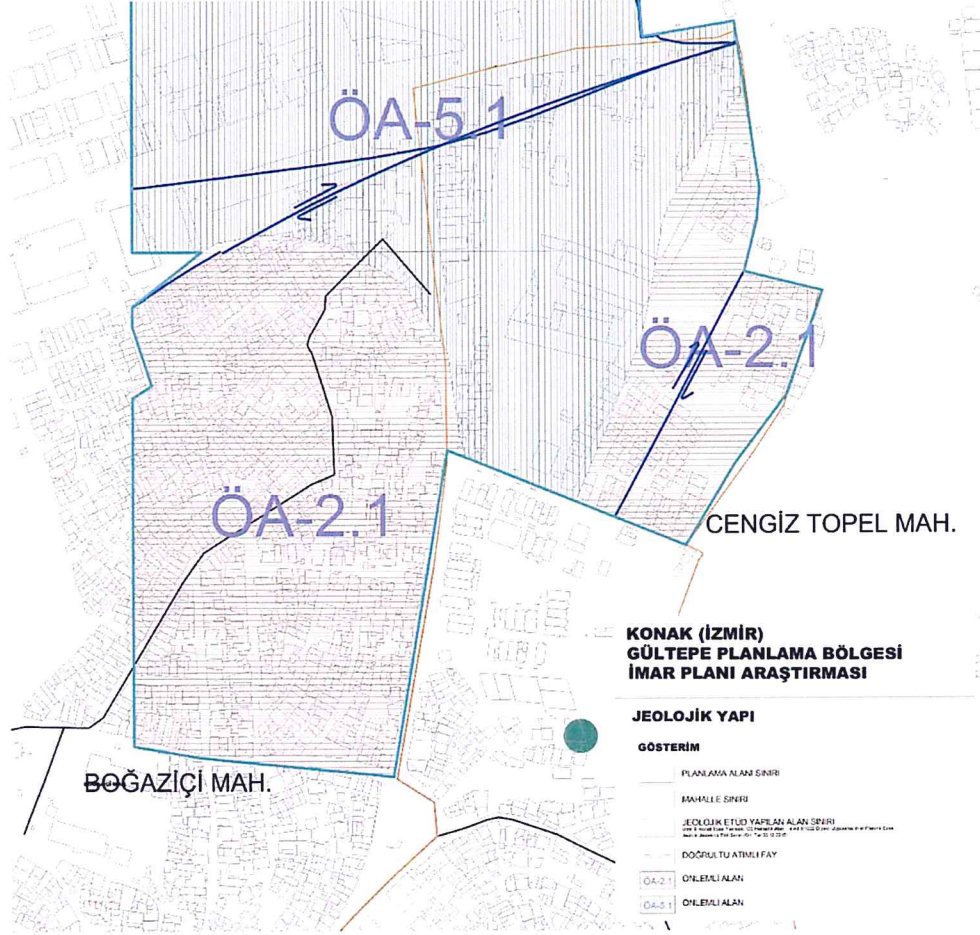 ÖA-5.1
ÖA-2.1
ÖA-2.1
CENGİZ TOPEL MAH.
BOĞAZİÇİ MAH.
KONAK (İZMİR)
GÜLTEPE PLANLAMA BÖLGESİ
İMAR PLANI ARAŞTIRMASI
JEOLOJİK YAPI
GÖSTERİM
PLANLAMA ALANI SINIRI
MAHALLE SINIRI
JEOLOJİK ETÜD YAPILAN ALAN SINIRI
DOĞRULTU ATIMLI FAY
ÖA-2.1 ÖNLEMLİ ALAN
ÖA-5.1 ÖNLEMLİ ALAN